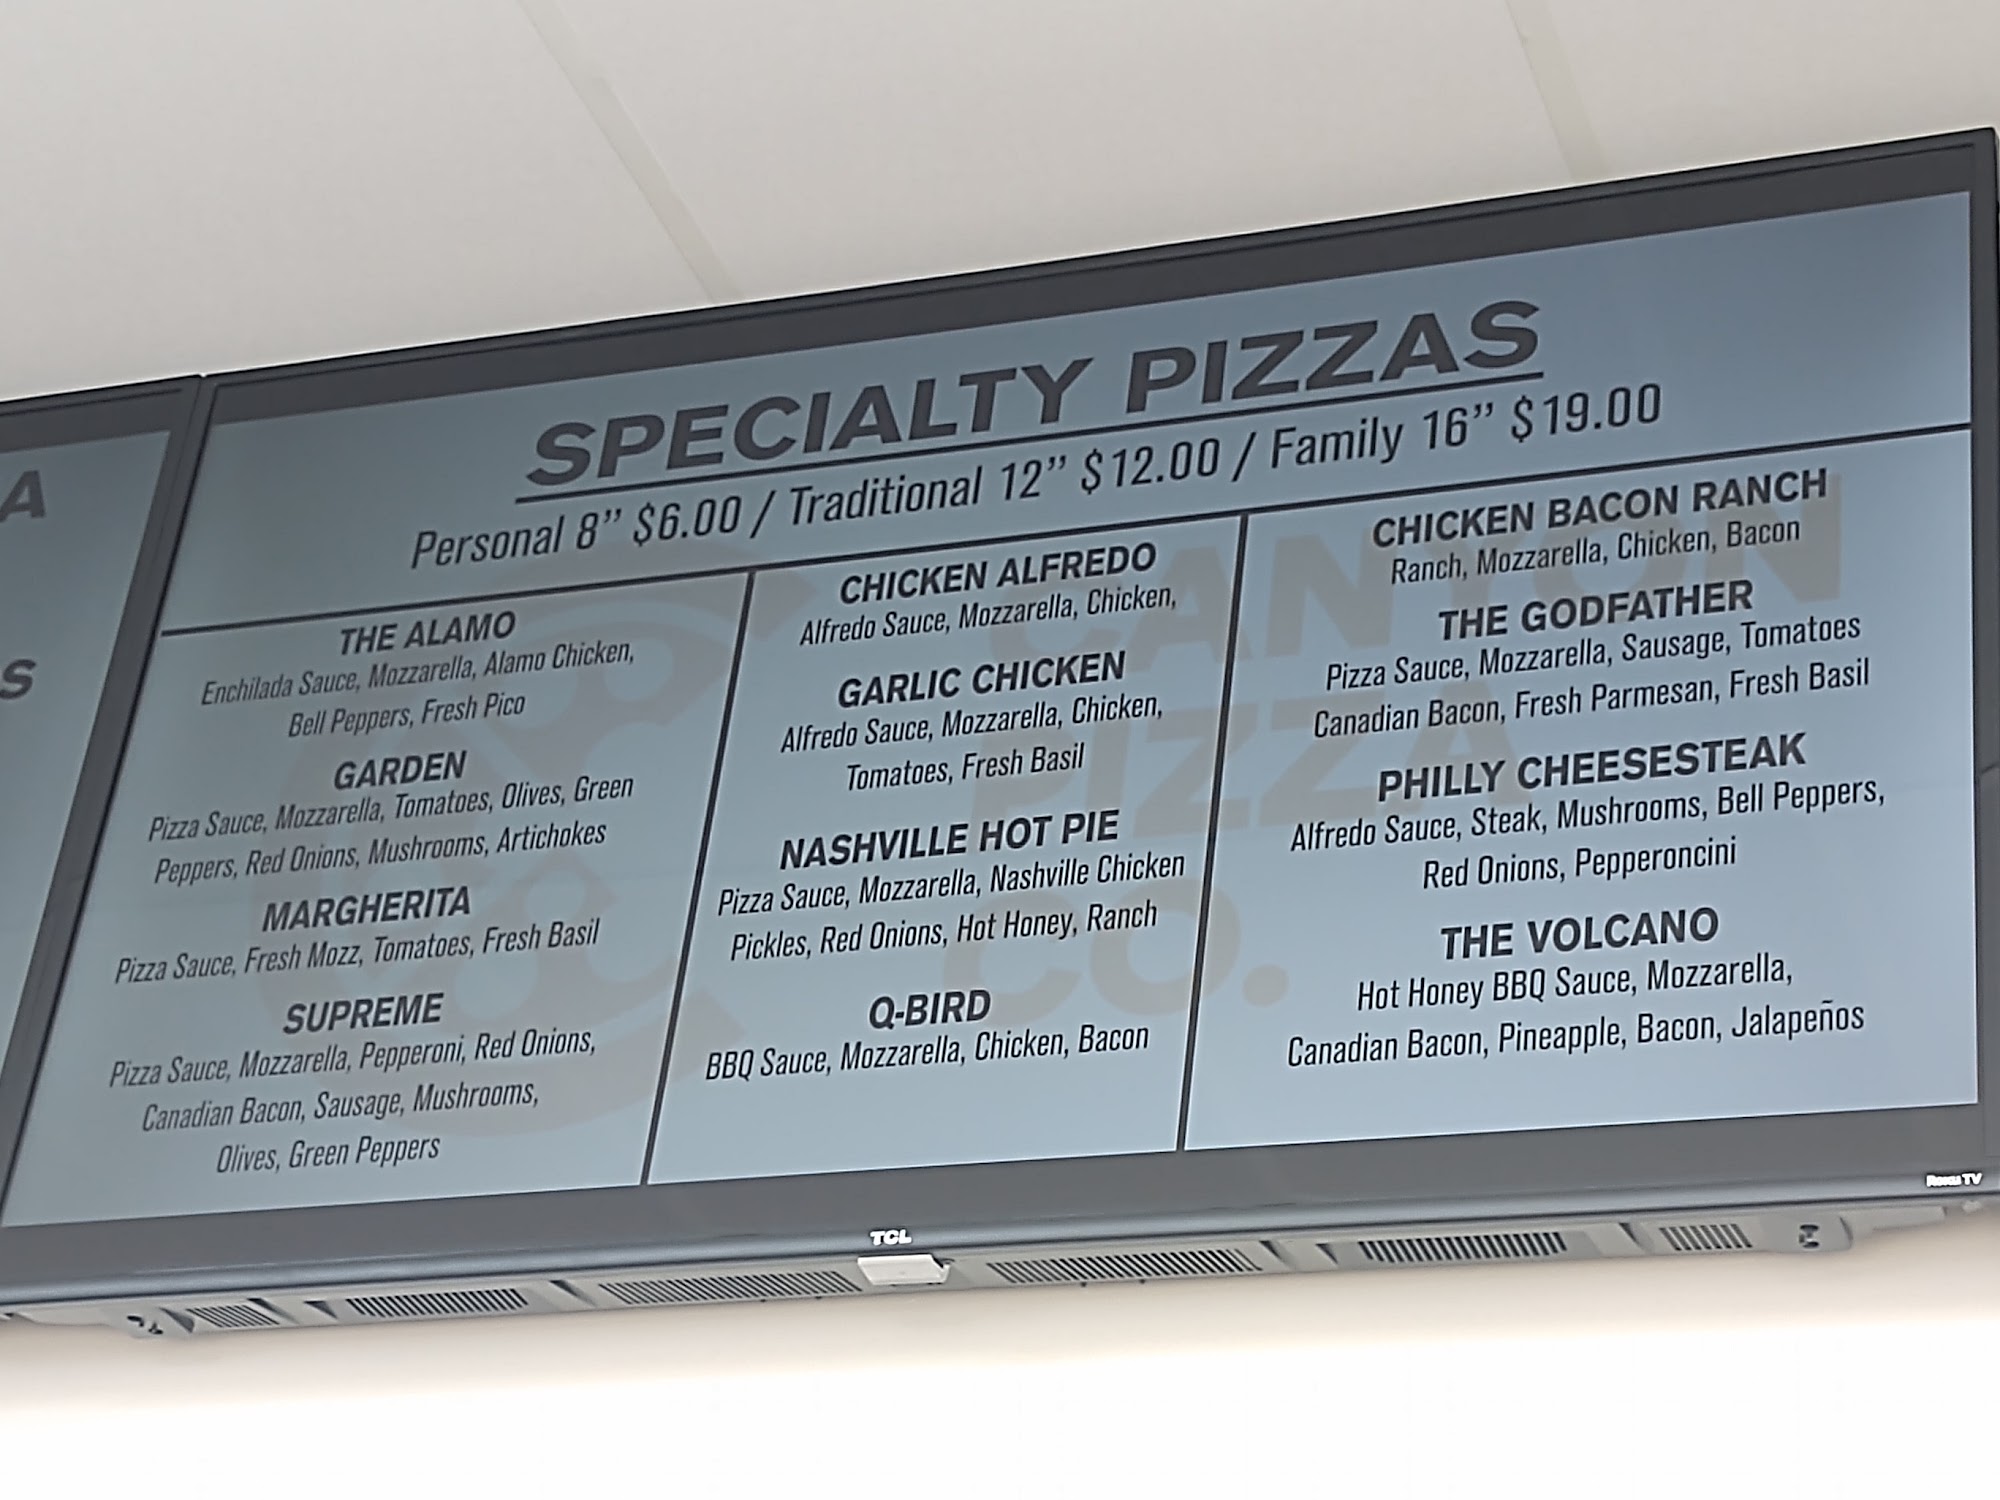 A
S
SPECIALTY PIZZAS
Personal 8” $6.00 / Traditional 12” $12.00 / Family 16” $19.00
THE ALAMO
Enchilada Sauce, Mozzarella, Alamo Chicken,
Bell Peppers, Fresh Pico
GARDEN
Pizza Sauce, Mozzarella, Tomatoes, Olives, Green
Peppers, Red Onions, Mushrooms, Artichokes
MARGHERITA
Pizza Sauce, Fresh Mozz, Tomatoes, Fresh Basil
SUPREME
Pizza Sauce, Mozzarella, Pepperoni, Red Onions,
Canadian Bacon, Sausage, Mushrooms,
Olives, Green Peppers
CHICKEN ALFREDO
Alfredo Sauce, Mozzarella, Chicken,
GARLIC CHICKEN
Alfredo Sauce, Mozzarella, Chicken,
Tomatoes, Fresh Basil
NASHVILLE HOT PIE
Pizza Sauce, Mozzarella, Nashville Chicken
Pickles, Red Onions, Hot Honey, Ranch
Q-BIRD
BBQ Sauce, Mozzarella, Chicken, Bacon
CHICKEN BACON RANCH
Ranch, Mozzarella, Chicken, Bacon
THE GODFATHER
Pizza Sauce, Mozzarella, Sausage, Tomatoes
Canadian Bacon, Fresh Parmesan, Fresh Basil
PHILLY CHEESESTEAK
Alfredo Sauce, Steak, Mushrooms, Bell Peppers,
Red Onions, Pepperoncini
THE VOLCANO
Hot Honey BBQ Sauce, Mozzarella,
Canadian Bacon, Pineapple, Bacon, Jalapeños
CANYON
PIZZA
CO.
TCL
Roku TV